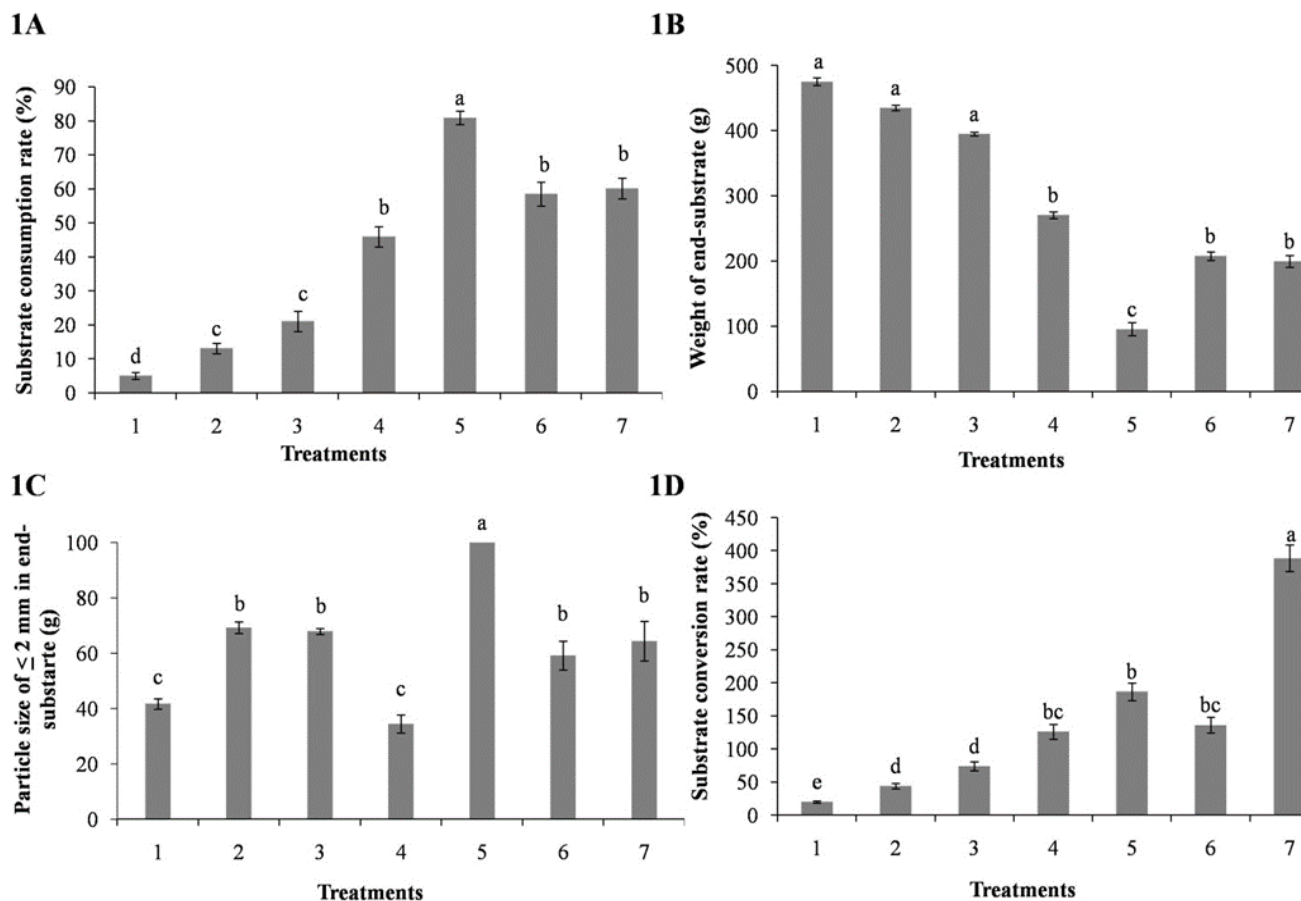 1A
Substrate consumption rate (%)
90
80
70
60
50
40
30
20
10
0
d
c
c
b
a
b
b
1 2 3 4 5 6 7
Treatments
1B
Weight of end-substrate (g)
500
400
300
200
100
0
a
a
a
b
c
b
b
1 2 3 4 5 6 7
Treatments
1C
Particle size of ≤ 2 mm in end-
substarte (g)
100
80
60
40
20
0
c
b
b
c
a
b
b
1 2 3 4 5 6 7
Treatments
1D
Substrate conversion rate (%)
450
400
350
300
250
200
150
100
50
0
e
d
d
bc
b
bc
a
1 2 3 4 5 6 7
Treatments